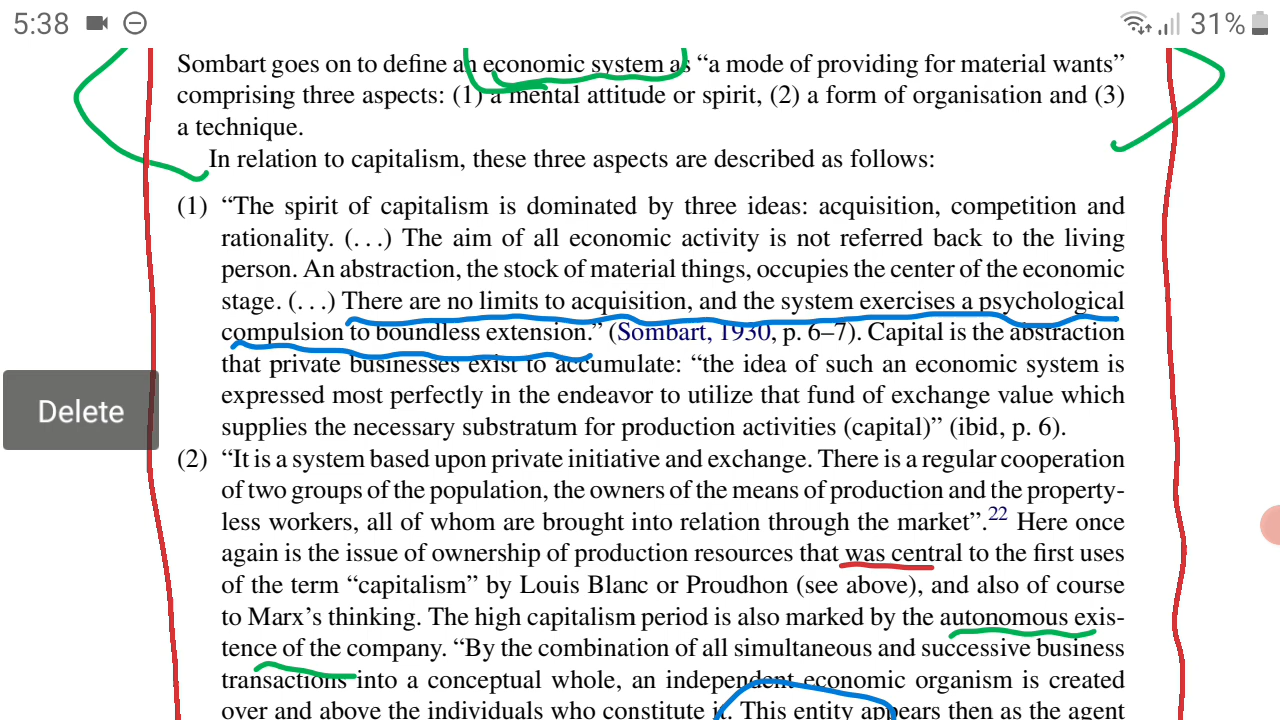 5:38
31%
Sombart goes on to define an economic system as “a mode of providing for material wants”
comprising three aspects: (1) a mental attitude or spirit, (2) a form of organisation and (3)
a technique.
In relation to capitalism, these three aspects are described as follows:
(1) “The spirit of capitalism is dominated by three ideas: acquisition, competition and
rationality. (. . .) The aim of all economic activity is not referred back to the living
person. An abstraction, the stock of material things, occupies the center of the economic
stage. (. . .) There are no limits to acquisition, and the system exercises a psychological
compulsion to boundless extension.” (Sombart, 1930, p. 6–7). Capital is the abstraction
that private businesses exist to accumulate: “the idea of such an economic system is
Delete
expressed most perfectly in the endeavor to utilize that fund of exchange value which
supplies the necessary substratum for production activities (capital)” (ibid, p. 6).
(2) “It is a system based upon private initiative and exchange. There is a regular cooperation
of two groups of the population, the owners of the means of production and the property-
less workers, all of whom are brought into relation through the market”.22 Here once
again is the issue of ownership of production resources that was central to the first uses
of the term “capitalism” by Louis Blanc or Proudhon (see above), and also of course
to Marx’s thinking. The high capitalism period is also marked by the autonomous exis-
tence of the company. “By the combination of all simultaneous and successive business
transactions into a conceptual whole, an independent economic organism is created
over and above the individuals who constitute it. This entity appears then as the agent